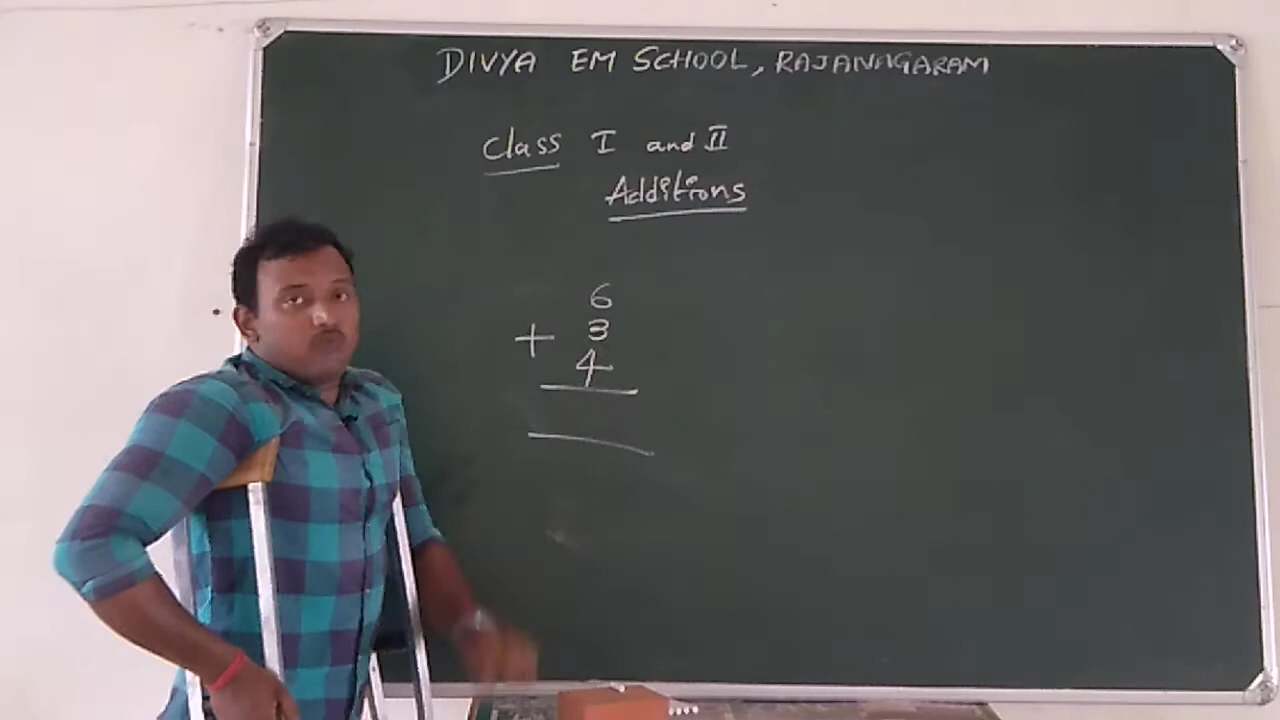 DIVYA EM SCHOOL, RAJANAGARAM
Class I and II
Additions
6
+ 3
4